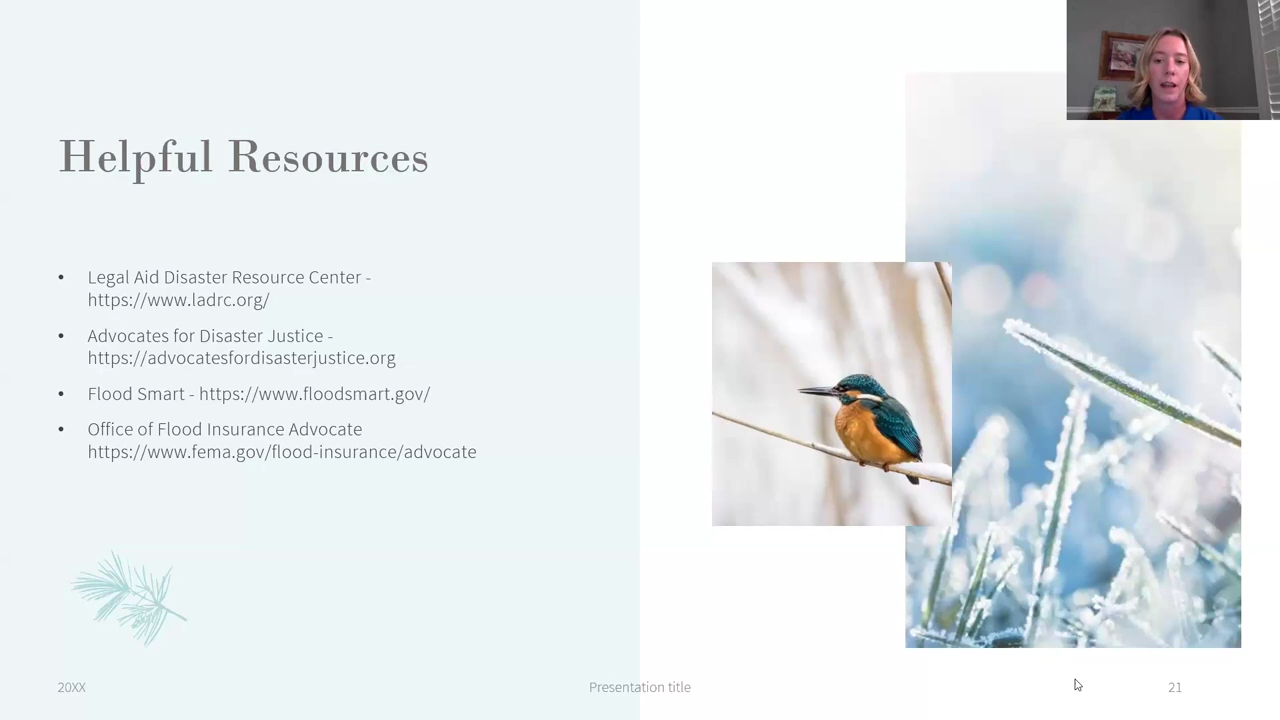 Helpful Resources
• Legal Aid Disaster Resource Center -
https://www.ladrc.org/
• Advocates for Disaster Justice -
https://advocatesfordisasterjustice.org
• Flood Smart - https://www.floodsmart.gov/
• Office of Flood Insurance Advocate
https://www.fema.gov/flood-insurance/advocate
20XX
Presentation title
21